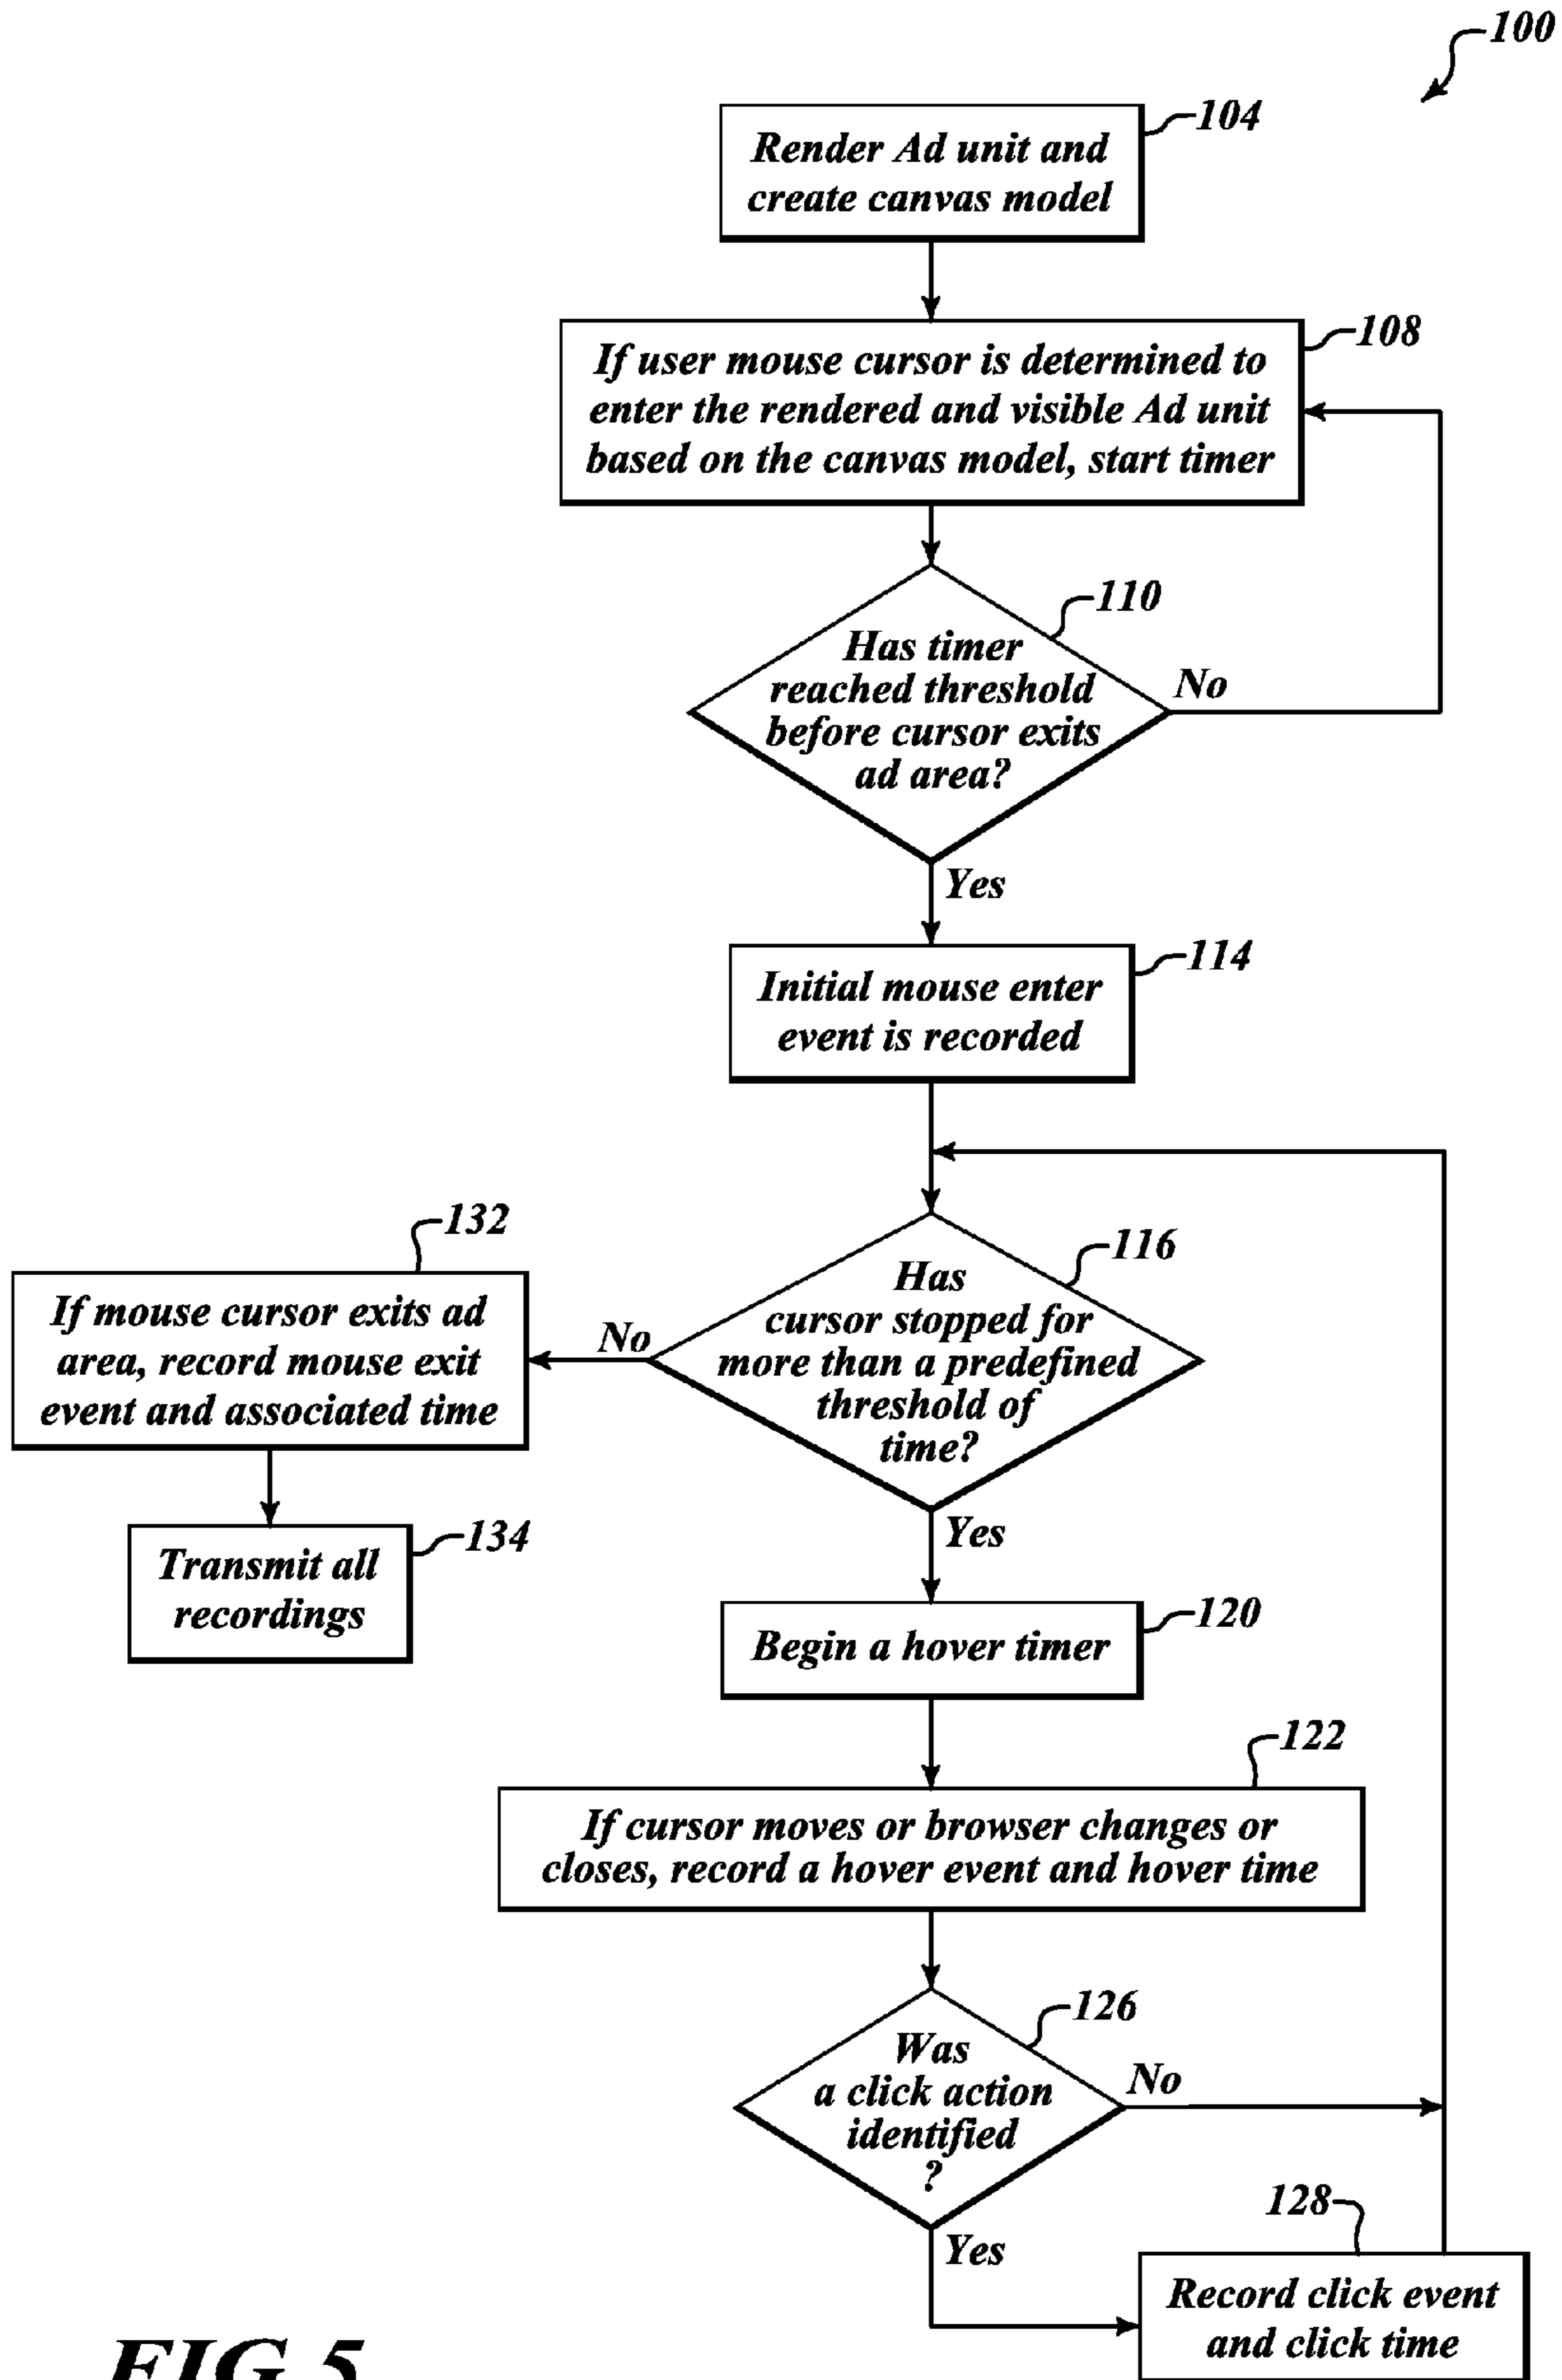 100
104
Render Ad unit and
create canvas model
108
If user mouse cursor is determined to
enter the rendered and visible Ad unit
based on the canvas model, start timer
110
Has timer
reached threshold
before cursor exits
ad area?
No
Yes
114
Initial mouse enter
event is recorded
132
If mouse cursor exits ad
area, record mouse exit
event and associated time
No
116
Has
cursor stopped for
more than a predefined
threshold of
time?
134
Transmit all
recordings
Yes
120
Begin a hover timer
122
If cursor moves or browser changes or
closes, record a hover event and hover time
126
Was
a click action
identified
?
No
Yes
128
Record click event
and click time
FIG.5